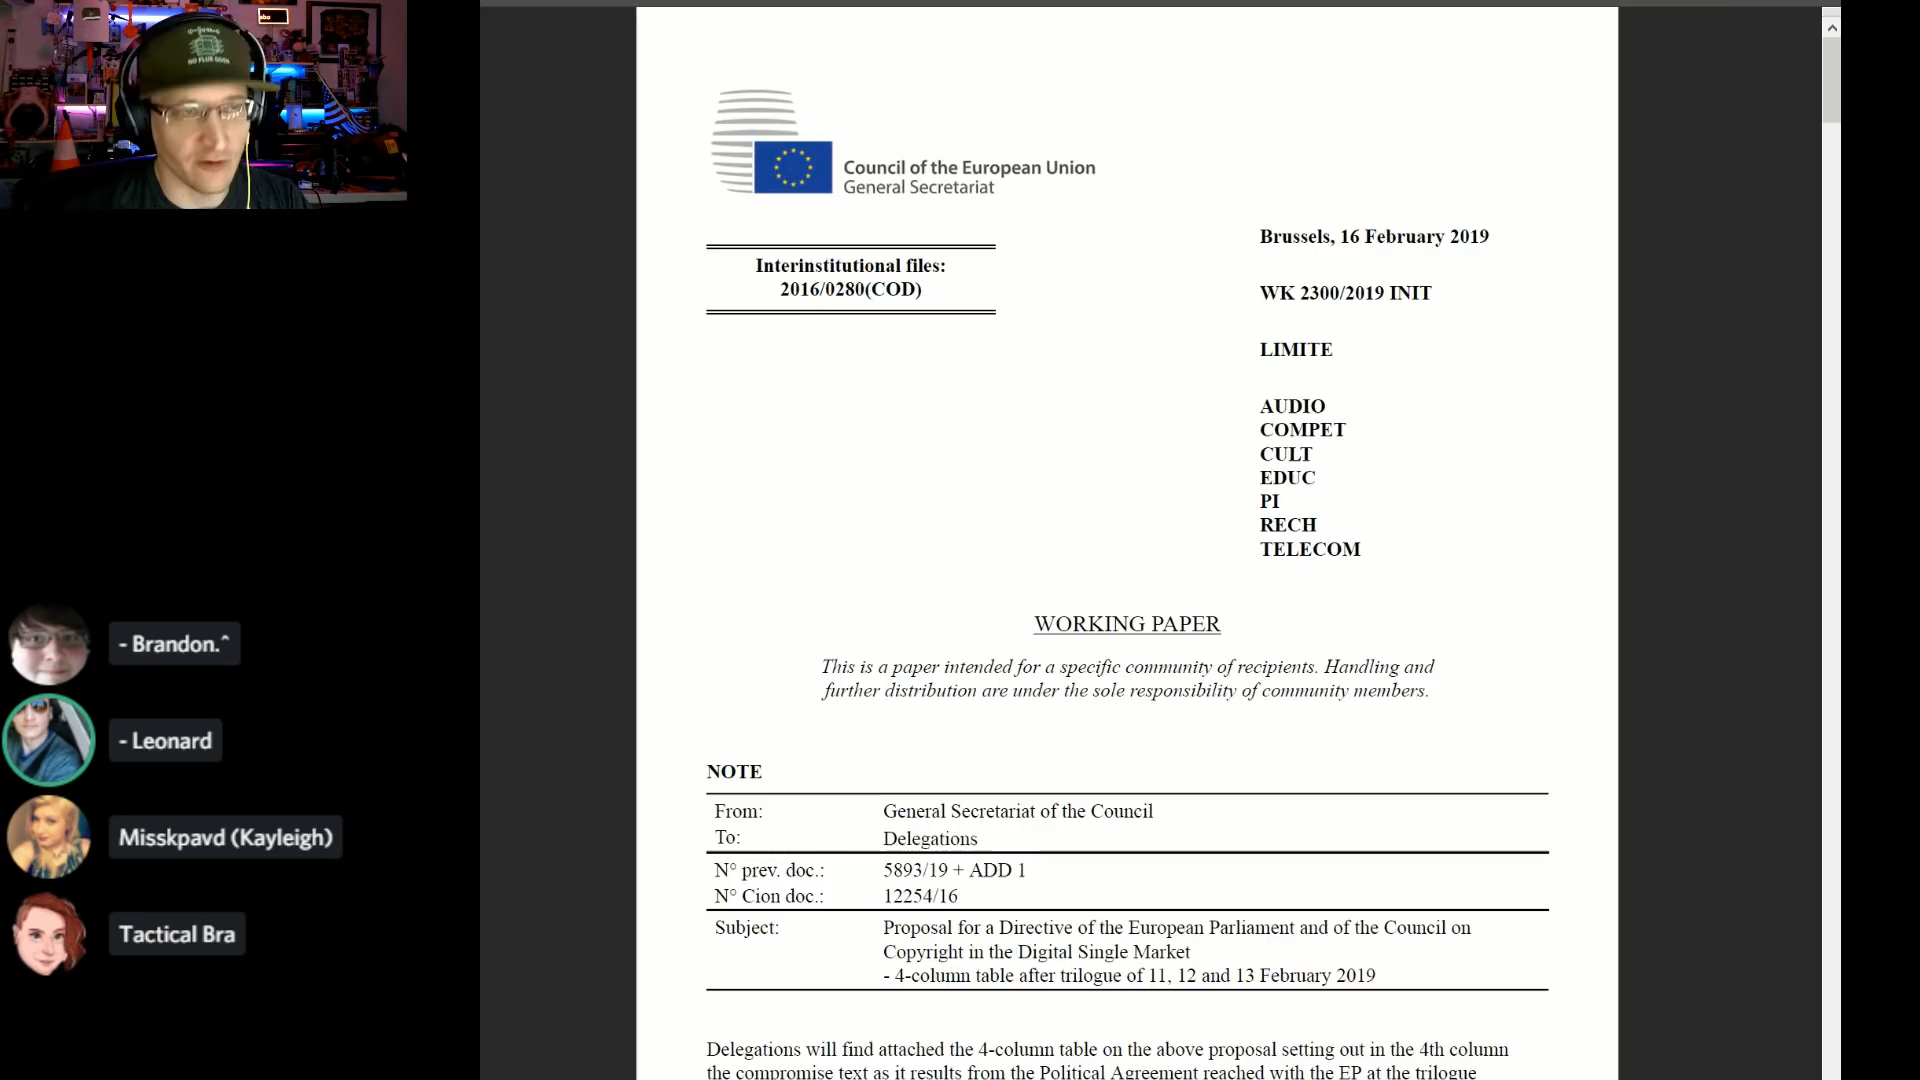 NO FLUX GIVEN
Council of the European Union
General Secretariat
Brussels, 16 February 2019
Interinstitutional files:
2016/0280(COD)
WK 2300/2019 INIT
LIMITE
AUDIO
COMPET
CULT
EDUC
PI
RECH
TELECOM
WORKING PAPER
This is a paper intended for a specific community of recipients. Handling and
further distribution are under the sole responsibility of community members.
- Brandon.^
- Leonard
Misskpavd (Kayleigh)
Tactical Bra
NOTE
From: General Secretariat of the Council
To: Delegations
N° prev. doc.: 5893/19 + ADD 1
N° Cion doc.: 12254/16
Subject: Proposal for a Directive of the European Parliament and of the Council on
Copyright in the Digital Single Market
- 4-column table after trilogue of 11, 12 and 13 February 2019
Delegations will find attached the 4-column table on the above proposal setting out in the 4th column
the compromise text as it results from the Political Agreement reached with the EP at the trilogue